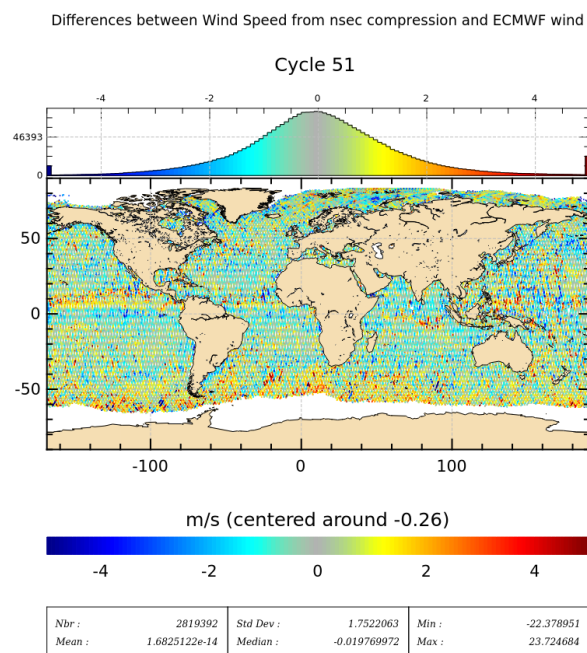 Differences between Wind Speed from nsec compression and ECMWF wind
Cycle 51
-4 -2 0 2 4
46393
0
50
0
-50
-100 0 100
m/s (centered around -0.26)
-4 -2 0 2 4
Nbr : 2819392 Std Dev : 1.7522063 Min : -22.378951
Mean : 1.6825122e-14 Median : -0.019769972 Max : 23.724684